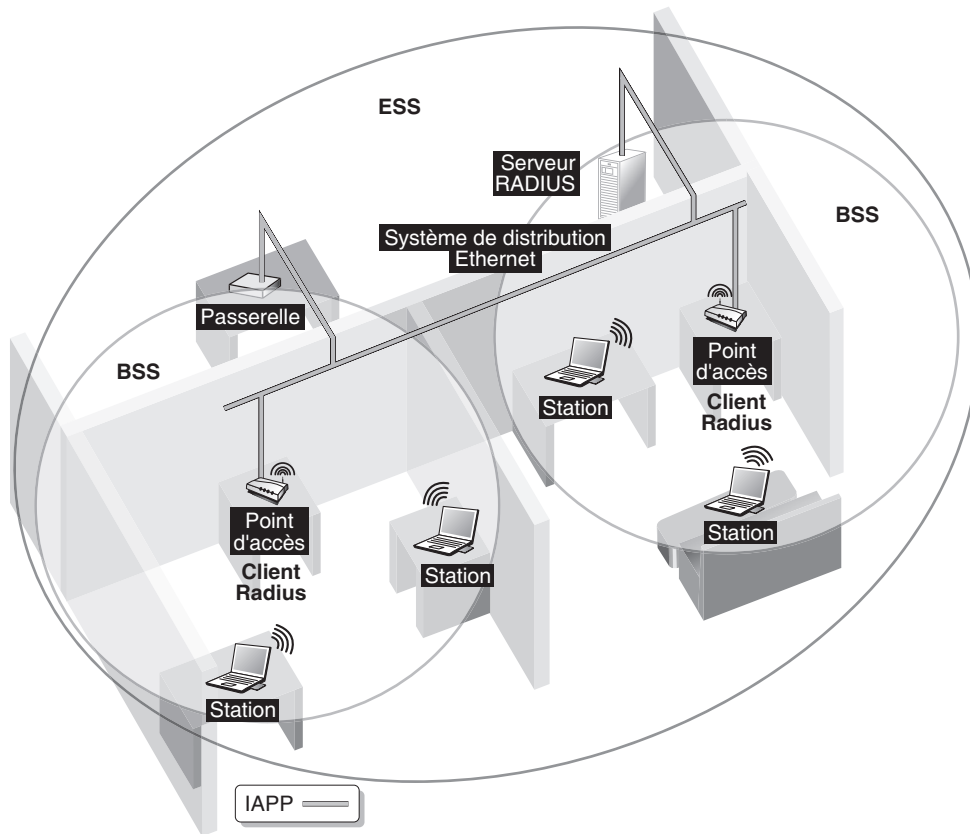 ESS
Serveur
RADIUS
BSS
Système de distribution
Ethernet
Passerelle
Point
d'accès
BSS
Station
Client
Radius
Point
d'accès
Station
Client
Radius
Station
Station
IAPP